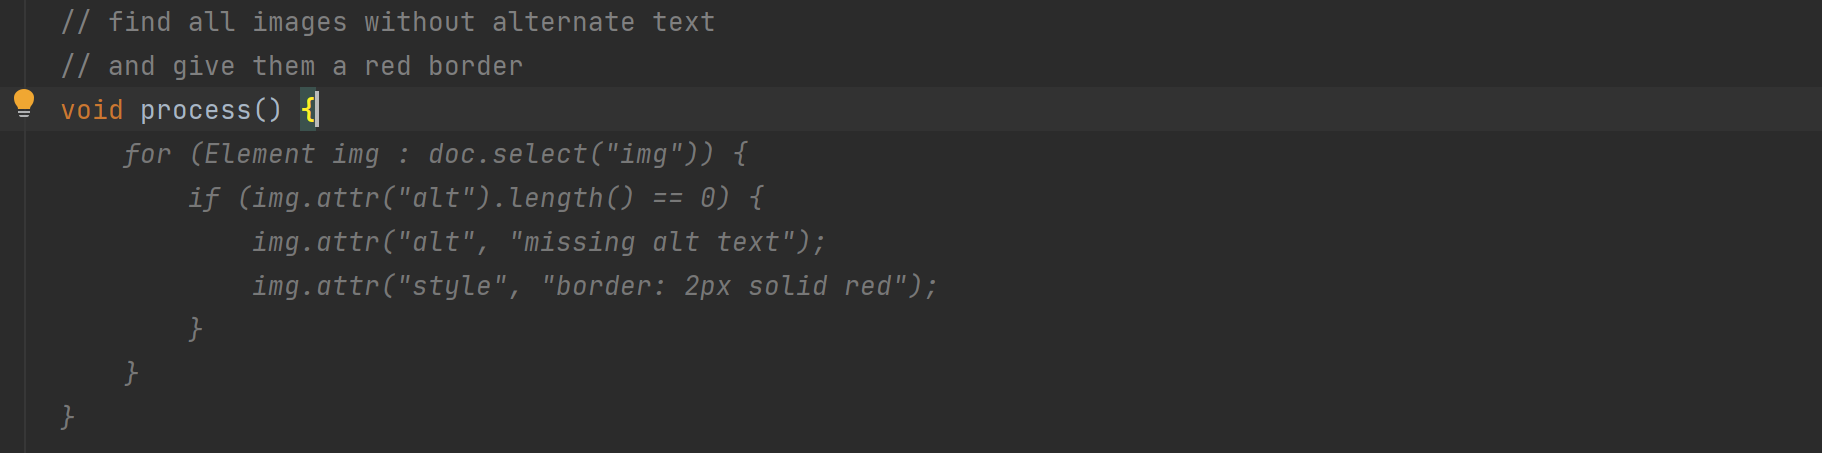 // find all images without alternate text
// and give them a red border
void process() {
    for (Element img : doc.select("img")) {
        if (img.attr("alt").length() == 0) {
            img.attr("alt", "missing alt text");
            img.attr("style", "border: 2px solid red");
        }
    }
}